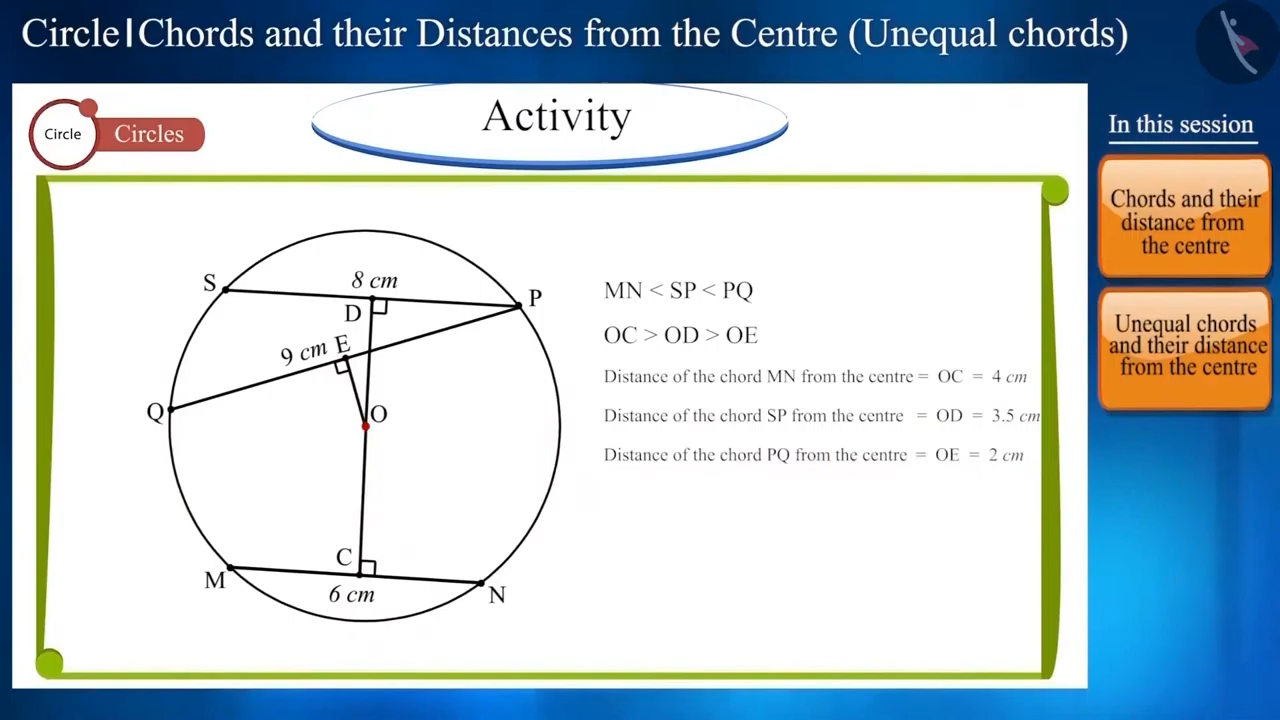 Circle|Chords and their Distances from the Centre (Unequal chords)
Circle
Circles
Activity
In this session
Chords and their
distance from
the centre
Unequal chords
and their distance
from the centre
S
8 cm
P
D
9 cm E
Q
O
C
M
6 cm
N
MN < SP < PQ
OC > OD > OE
Distance of the chord MN from the centre = OC = 4 cm
Distance of the chord SP from the centre = OD = 3.5 cm
Distance of the chord PQ from the centre = OE = 2 cm